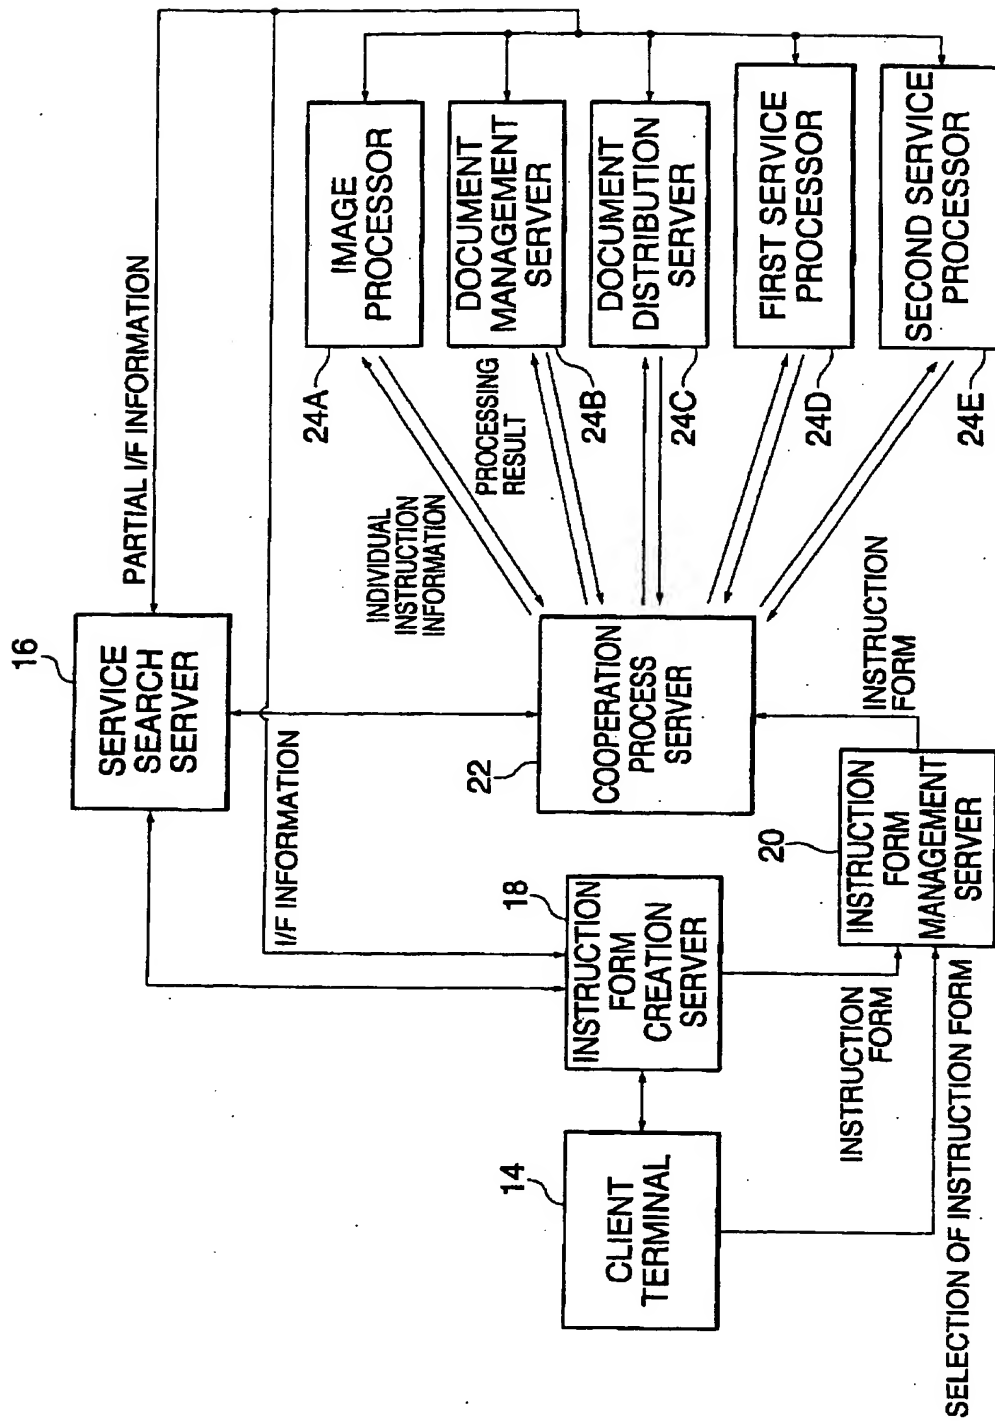 16
SERVICE
SEARCH
SERVER
PARTIAL I/F INFORMATION
I/F INFORMATION
14
CLIENT
TERMINAL
18
INSTRUCTION
FORM
CREATION
SERVER
22
COOPERATION
PROCESS
SERVER
INDIVIDUAL
INSTRUCTION
INFORMATION
PROCESSING
RESULT
24A
IMAGE
PROCESSOR
24B
DOCUMENT
MANAGEMENT
SERVER
24C
DOCUMENT
DISTRIBUTION
SERVER
24D
FIRST SERVICE
PROCESSOR
24E
SECOND SERVICE
PROCESSOR
20
INSTRUCTION
FORM
MANAGEMENT
SERVER
INSTRUCTION
FORM
INSTRUCTION
FORM
SELECTION OF INSTRUCTION FORM